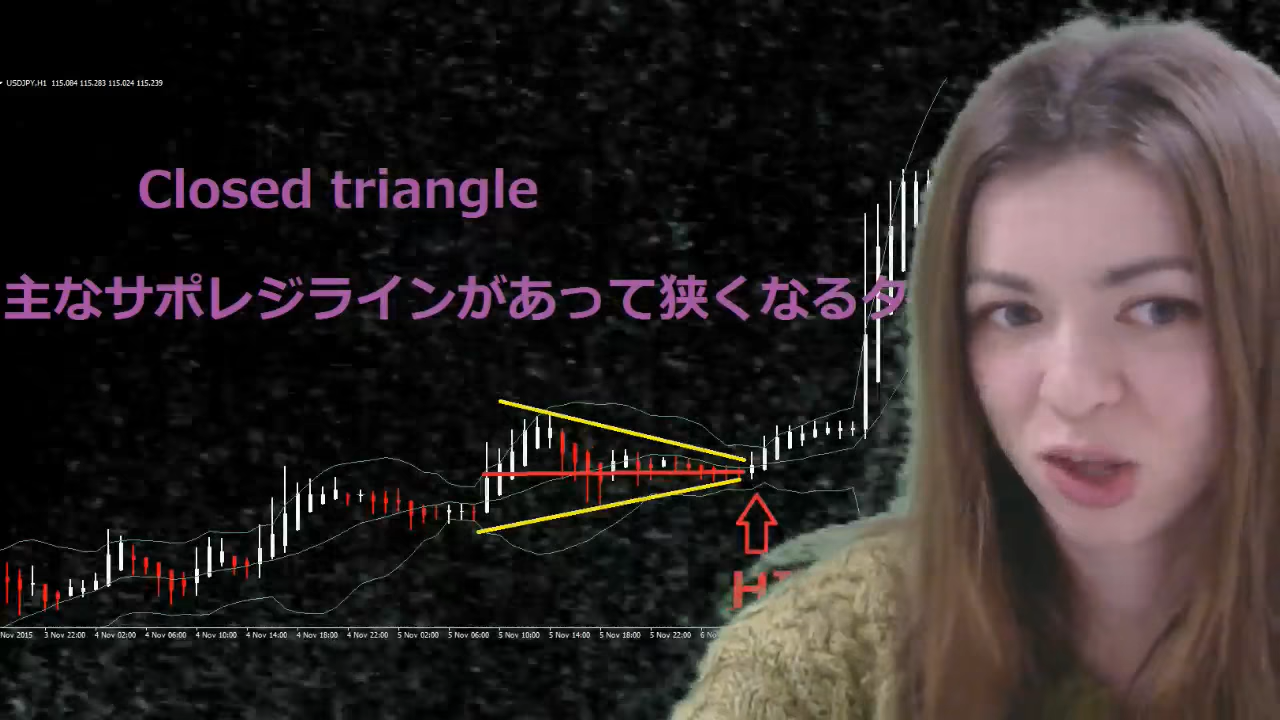 USDJPY,H1 115.084 115.283 115.024 115.239
Closed triangle
主なサポレジラインがあって狭くなるタ
Nov 2015 3 Nov 22:00 4 Nov 02:00 4 Nov 06:00 4 Nov 10:00 4 Nov 14:00 4 Nov 18:00 4 Nov 22:00 5 Nov 02:00 5 Nov 06:00 5 Nov 10:00 5 Nov 14:00 5 Nov 18:00 5 Nov 22:00